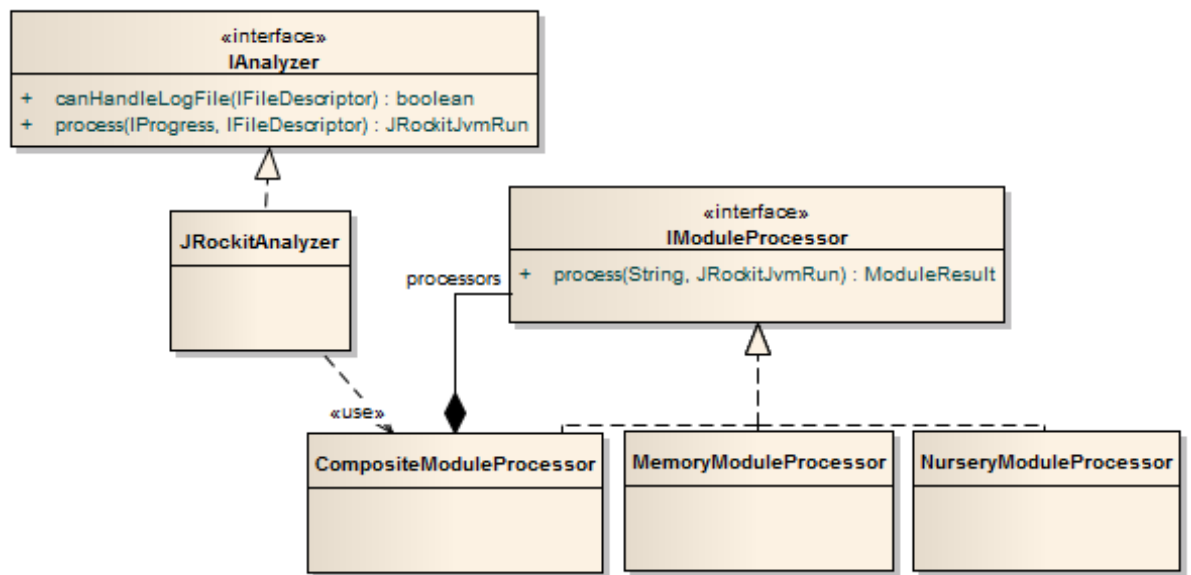 «interface»
IAnalyzer
+ canHandleLogFile(IFileDescriptor) : boolean
+ process(IProgress, IFileDescriptor) : JRockitJvmRun
JRockitAnalyzer
«interface»
IModuleProcessor
+ process(String, JRockitJvmRun) : ModuleResult
processors
«use»
CompositeModuleProcessor
MemoryModuleProcessor
NurseryModuleProcessor